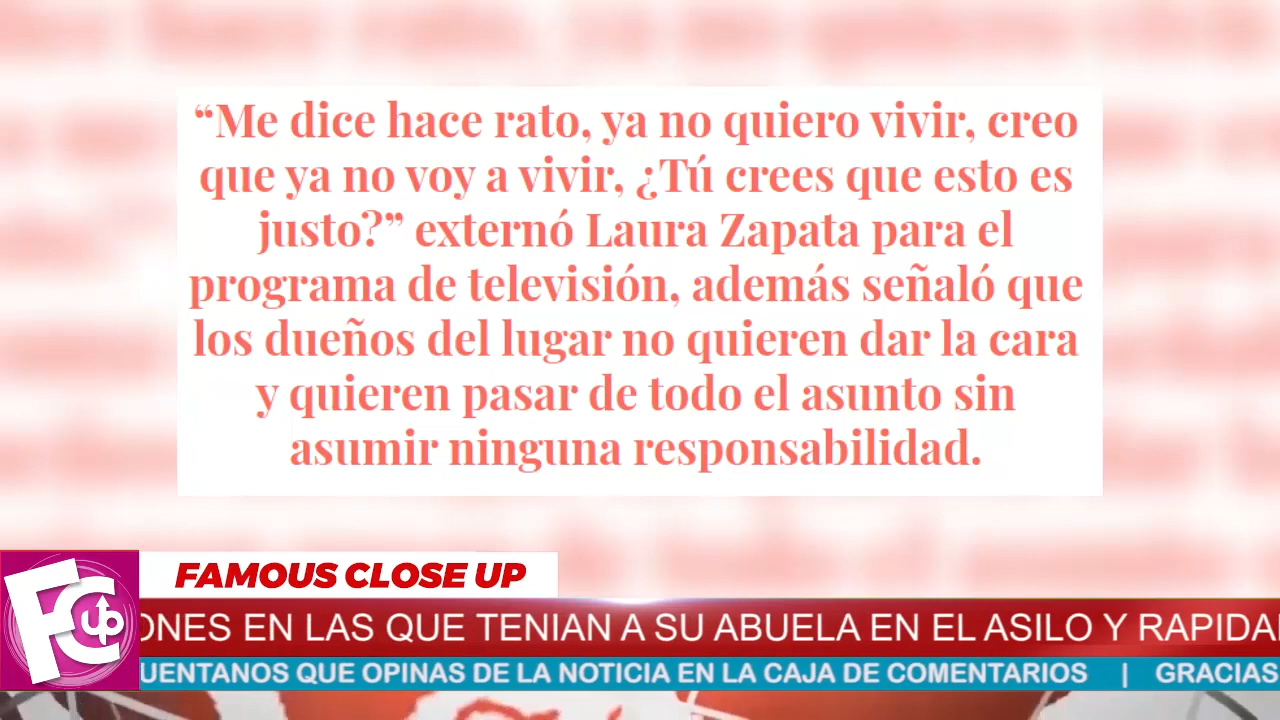 “Me dice hace rato, ya no quiero vivir, creo
que ya no voy a vivir, ¿Tú crees que esto es
justo?” externó Laura Zapata para el
programa de televisión, además señaló que
los dueños del lugar no quieren dar la cara
y quieren pasar de todo el asunto sin
asumir ninguna responsabilidad.
FAMOUS CLOSE UP
FC up
ONES EN LAS QUE TENIAN A SU ABUELA EN EL ASILO Y RAPIDA
UENTANOS QUE OPINAS DE LA NOTICIA EN LA CAJA DE COMENTARIOS | GRACIAS